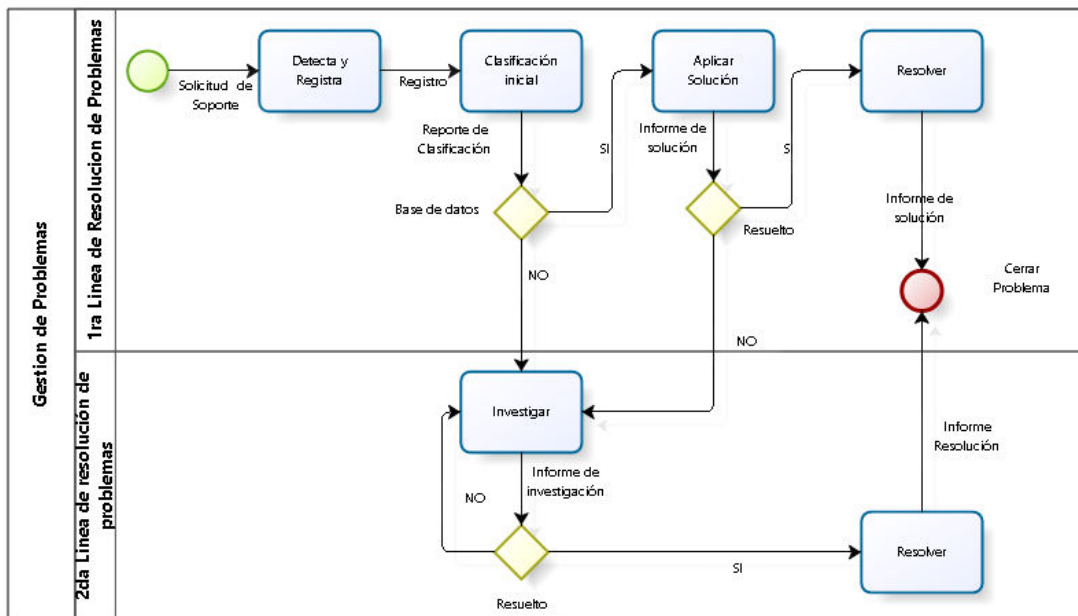 Gestion de Problemas
1ra Linea de Resolucion de Problemas
Solicitud de
Soporte
Detecta y
Registra
Registro
Clasificación
inicial
Reporte de
Clasificación
Base de datos
SI
NO
Aplicar
Solución
Informe de
solución
Resuelto
S
NO
Resolver
Informe de
solución
Cerrar
Problema
2da Linea de resolución de
problemas
Investigar
Informe de
investigación
NO
Resuelto
SI
Resolver
Informe
Resolución